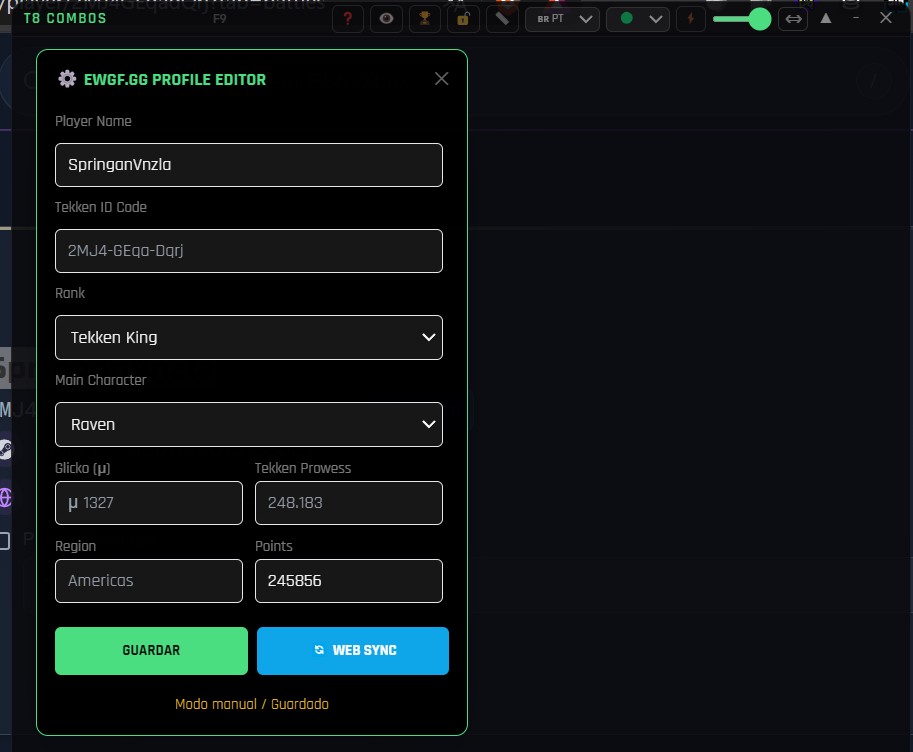 T8 COMBOS
F9
?
BR PT
EWGF.GG PROFILE EDITOR
Player Name
SpringanVnzla
Tekken ID Code
2MJ4-GEqa-Dqrj
Rank
Tekken King
Main Character
Raven
Glicko (μ)
Tekken Prowess
μ 1327
248.183
Region
Points
Americas
245856
GUARDAR
WEB SYNC
Modo manual / Guardado